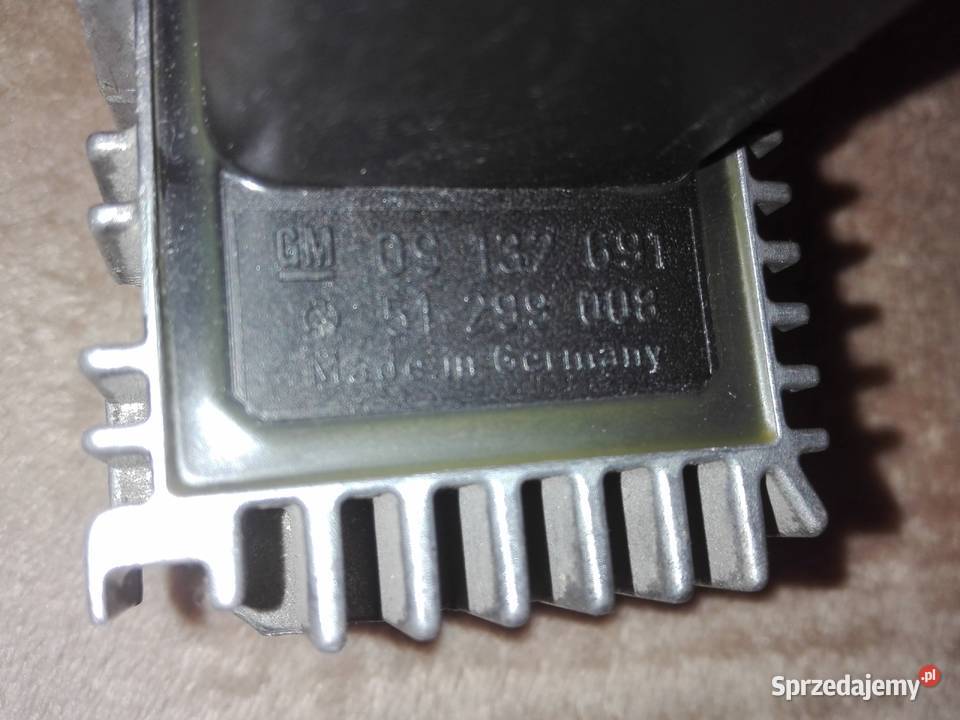 GM 09 137 691
51 299 008
Made in Germany
Sprzedajemy.pl